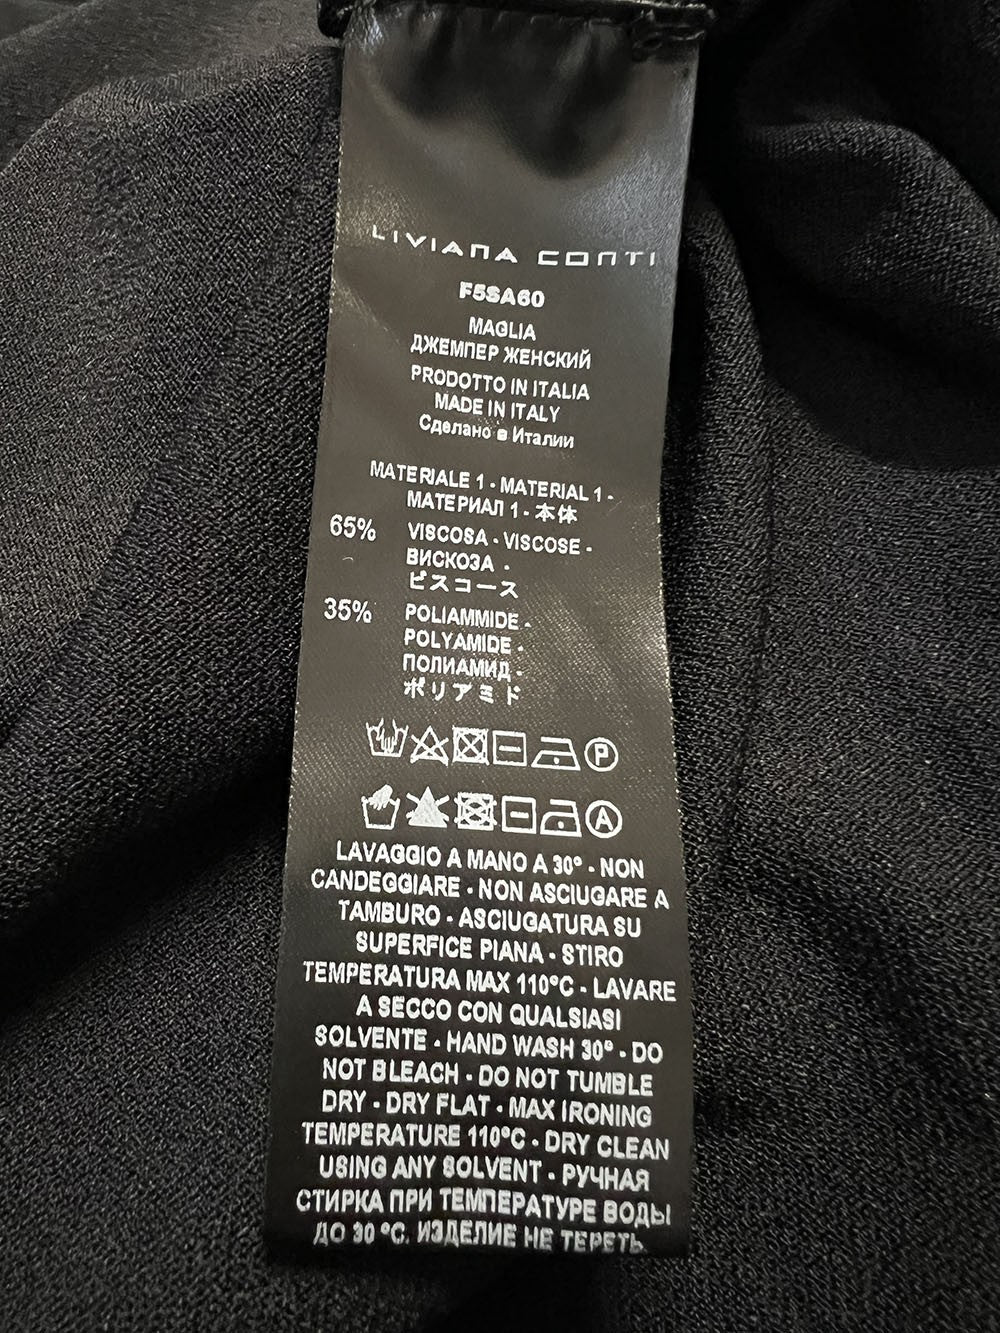 LIVIANA CONTI
F5SA60
MAGLIA
ДЖЕМПЕР ЖЕНСКИЙ
PRODOTTO IN ITALIA
MADE IN ITALY
Сделано в Италии
MATERIALE 1 - MATERIAL 1 -
МАТЕРИАЛ 1 - 本体
65% VISCOSA - VISCOSE -
ВИСКОЗА -
ビスコース
35% POLIAMMIDE -
POLYAMIDE -
ПОЛИАМИД -
ポリアミド
P
A
LAVAGGIO A MANO A 30° - NON
CANDEGGIARE - NON ASCIUGARE A
TAMBURO - ASCIUGATURA SU
SUPERFICE PIANA - STIRO
TEMPERATURA MAX 110°C - LAVARE
A SECCO CON QUALSIASI
SOLVENTE - HAND WASH 30° - DO
NOT BLEACH - DO NOT TUMBLE
DRY - DRY FLAT - MAX IRONING
TEMPERATURE 110°C - DRY CLEAN
USING ANY SOLVENT - РУЧНАЯ
СТИРКА ПРИ ТЕМПЕРАТУРЕ ВОДЫ
ДО 30 °C. ИЗДЕЛИЕ НЕ ТЕРЕТЬ.